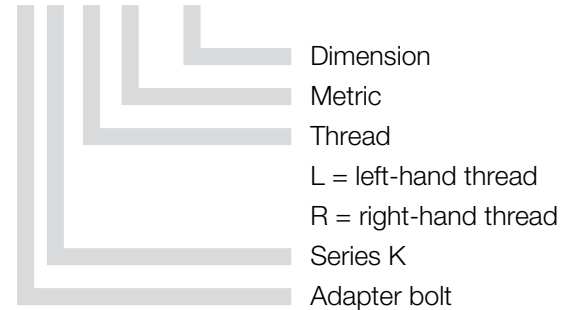 Dimension
Metric
Thread
L = left-hand thread
R = right-hand thread
Series K
Adapter bolt